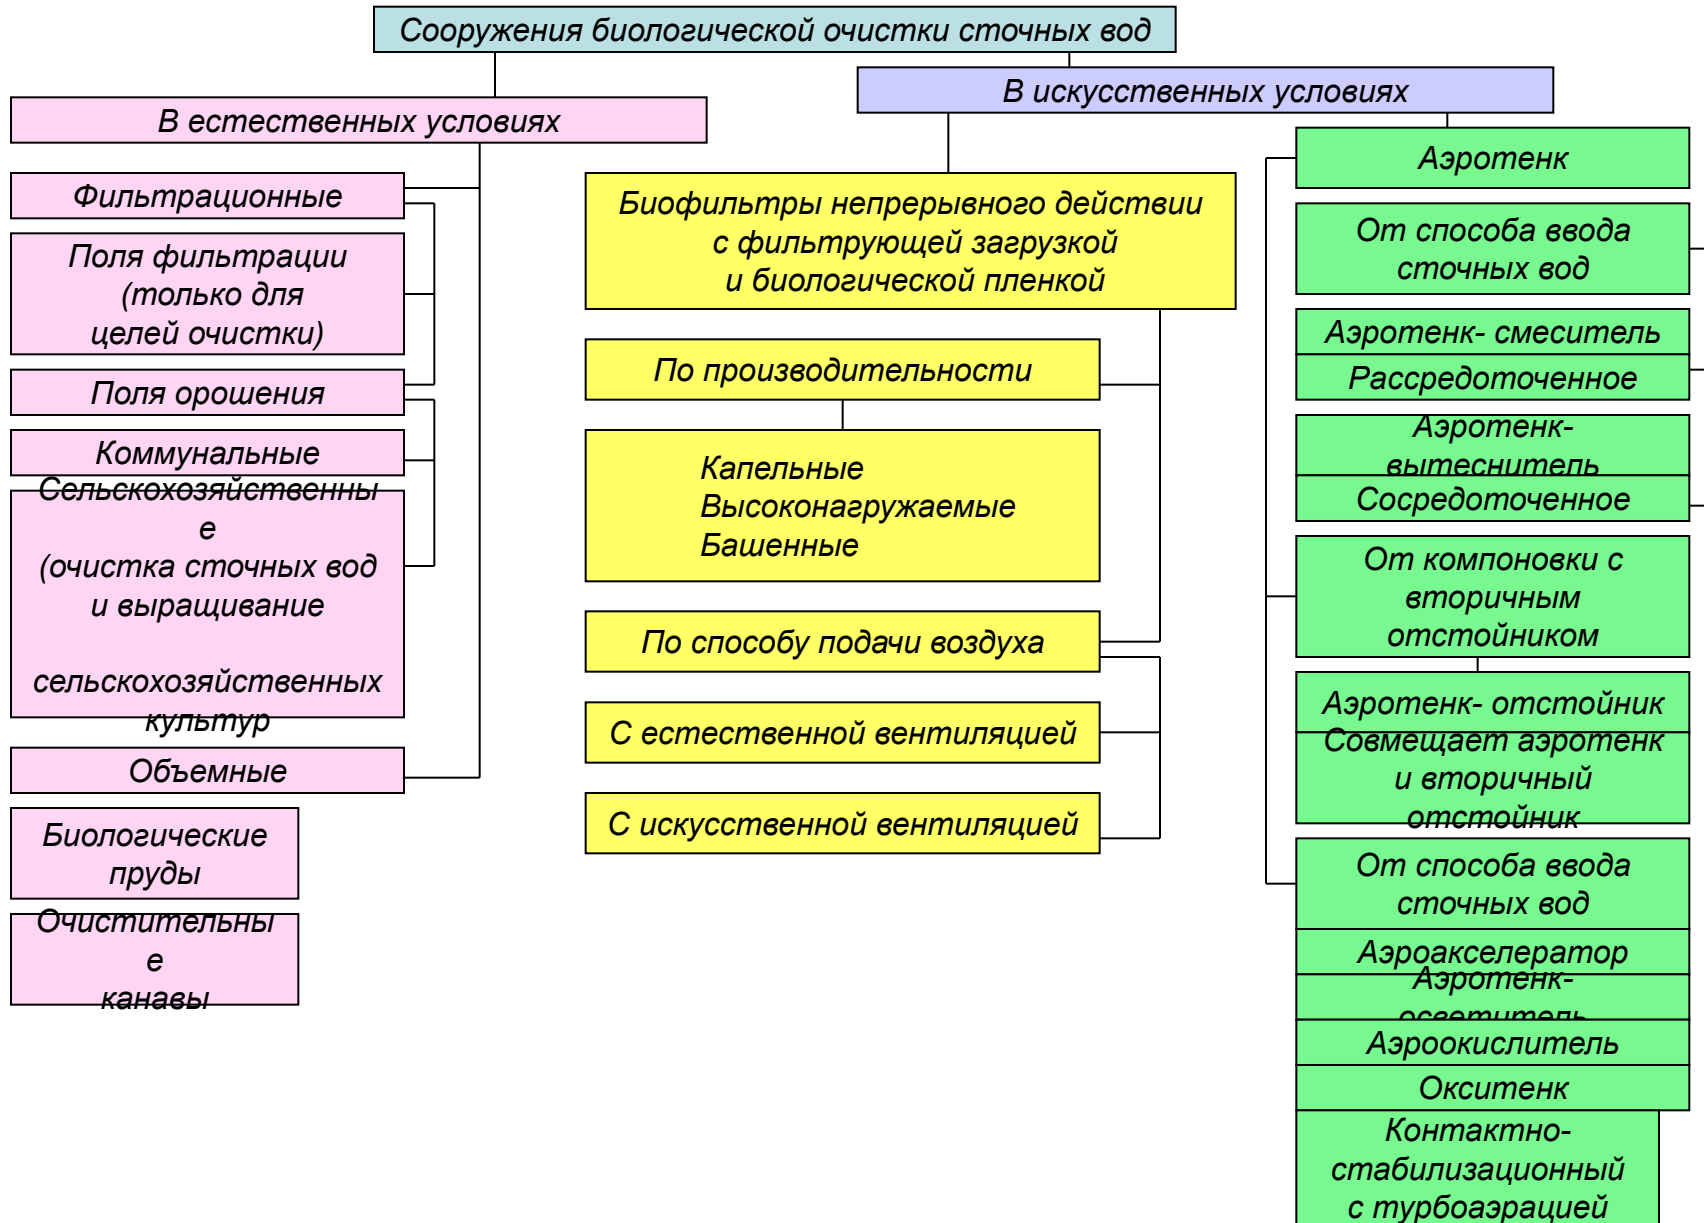 Сооружения биологической очистки сточных вод
В естественных условиях
Фильтрационные
Поля фильтрации
(только для
целей очистки)
Поля орошения
Коммунальные
Сельскохозяйственны
е
(очистка сточных вод
и выращивание
сельскохозяйственных
культур
Объемные
Биологические
пруды
Очистительны
е
канавы
В искусственных условиях
Биофильтры непрерывного действии
с фильтрующей загрузкой
и биологической пленкой
По производительности
Капельные
Высоконагружаемые
Башенные
По способу подачи воздуха
С естественной вентиляцией
С искусственной вентиляцией
Аэротенк
От способа ввода
сточных вод
Аэротенк- смеситель
Рассредоточенное
Аэротенк-
вытеснитель
Сосредоточенное
От компоновки с
вторичным
отстойником
Аэротенк- отстойник
Совмещает аэротенк
и вторичный
отстойник
От способа ввода
сточных вод
Аэроакселератор
Аэротенк-
осветитель
Аэроокислитель
Окситенк
Контактно-
стабилизационный
с турбоаэрацией